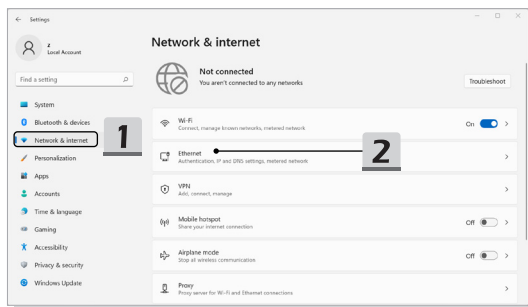 Settings
z
Local Account
Find a setting
System
Bluetooth & devices
Network & internet
Personalization
Apps
Accounts
Time & language
Gaming
Accessibility
Privacy & security
Windows Update
1
Network & internet
Not connected
You aren't connected to any networks
Troubleshoot
Wi-Fi
Connect, manage known networks, metered network
On
Ethernet
Authentication, IP and DNS settings, metered network
2
VPN
Add, connect, manage
Mobile hotspot
Share your internet connection
Off
Airplane mode
Stop all wireless communication
Off
Proxy
Proxy server for Wi-Fi and Ethernet connections